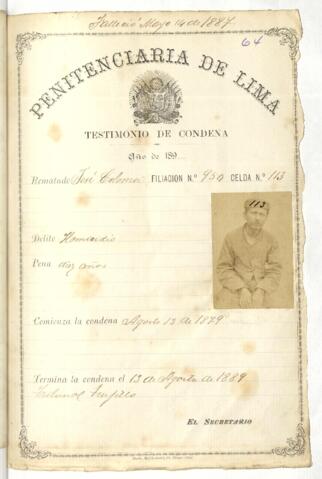 Falleció Mayo 14 de 1887
64
PENITENCIARIA DE LIMA
TESTIMONIO DE CONDENA
Año de 189
Rematado José FILIACION N.º 950 CELDA N.º 113
113
Delito Homicidio
Pena diez años
Comienza la condena Agosto 13 de 1879
Termina la condena el 13 de Agosto de 1889
Tribunal
EL SECRETARIO